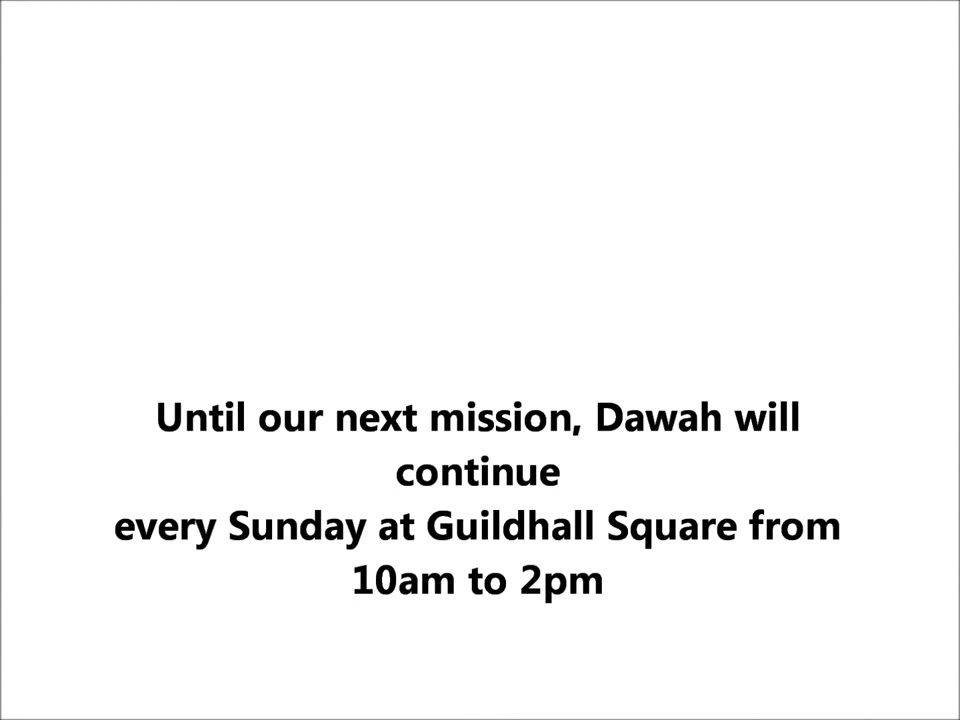 Until our next mission, Dawah will
continue
every Sunday at Guildhall Square from
10am to 2pm